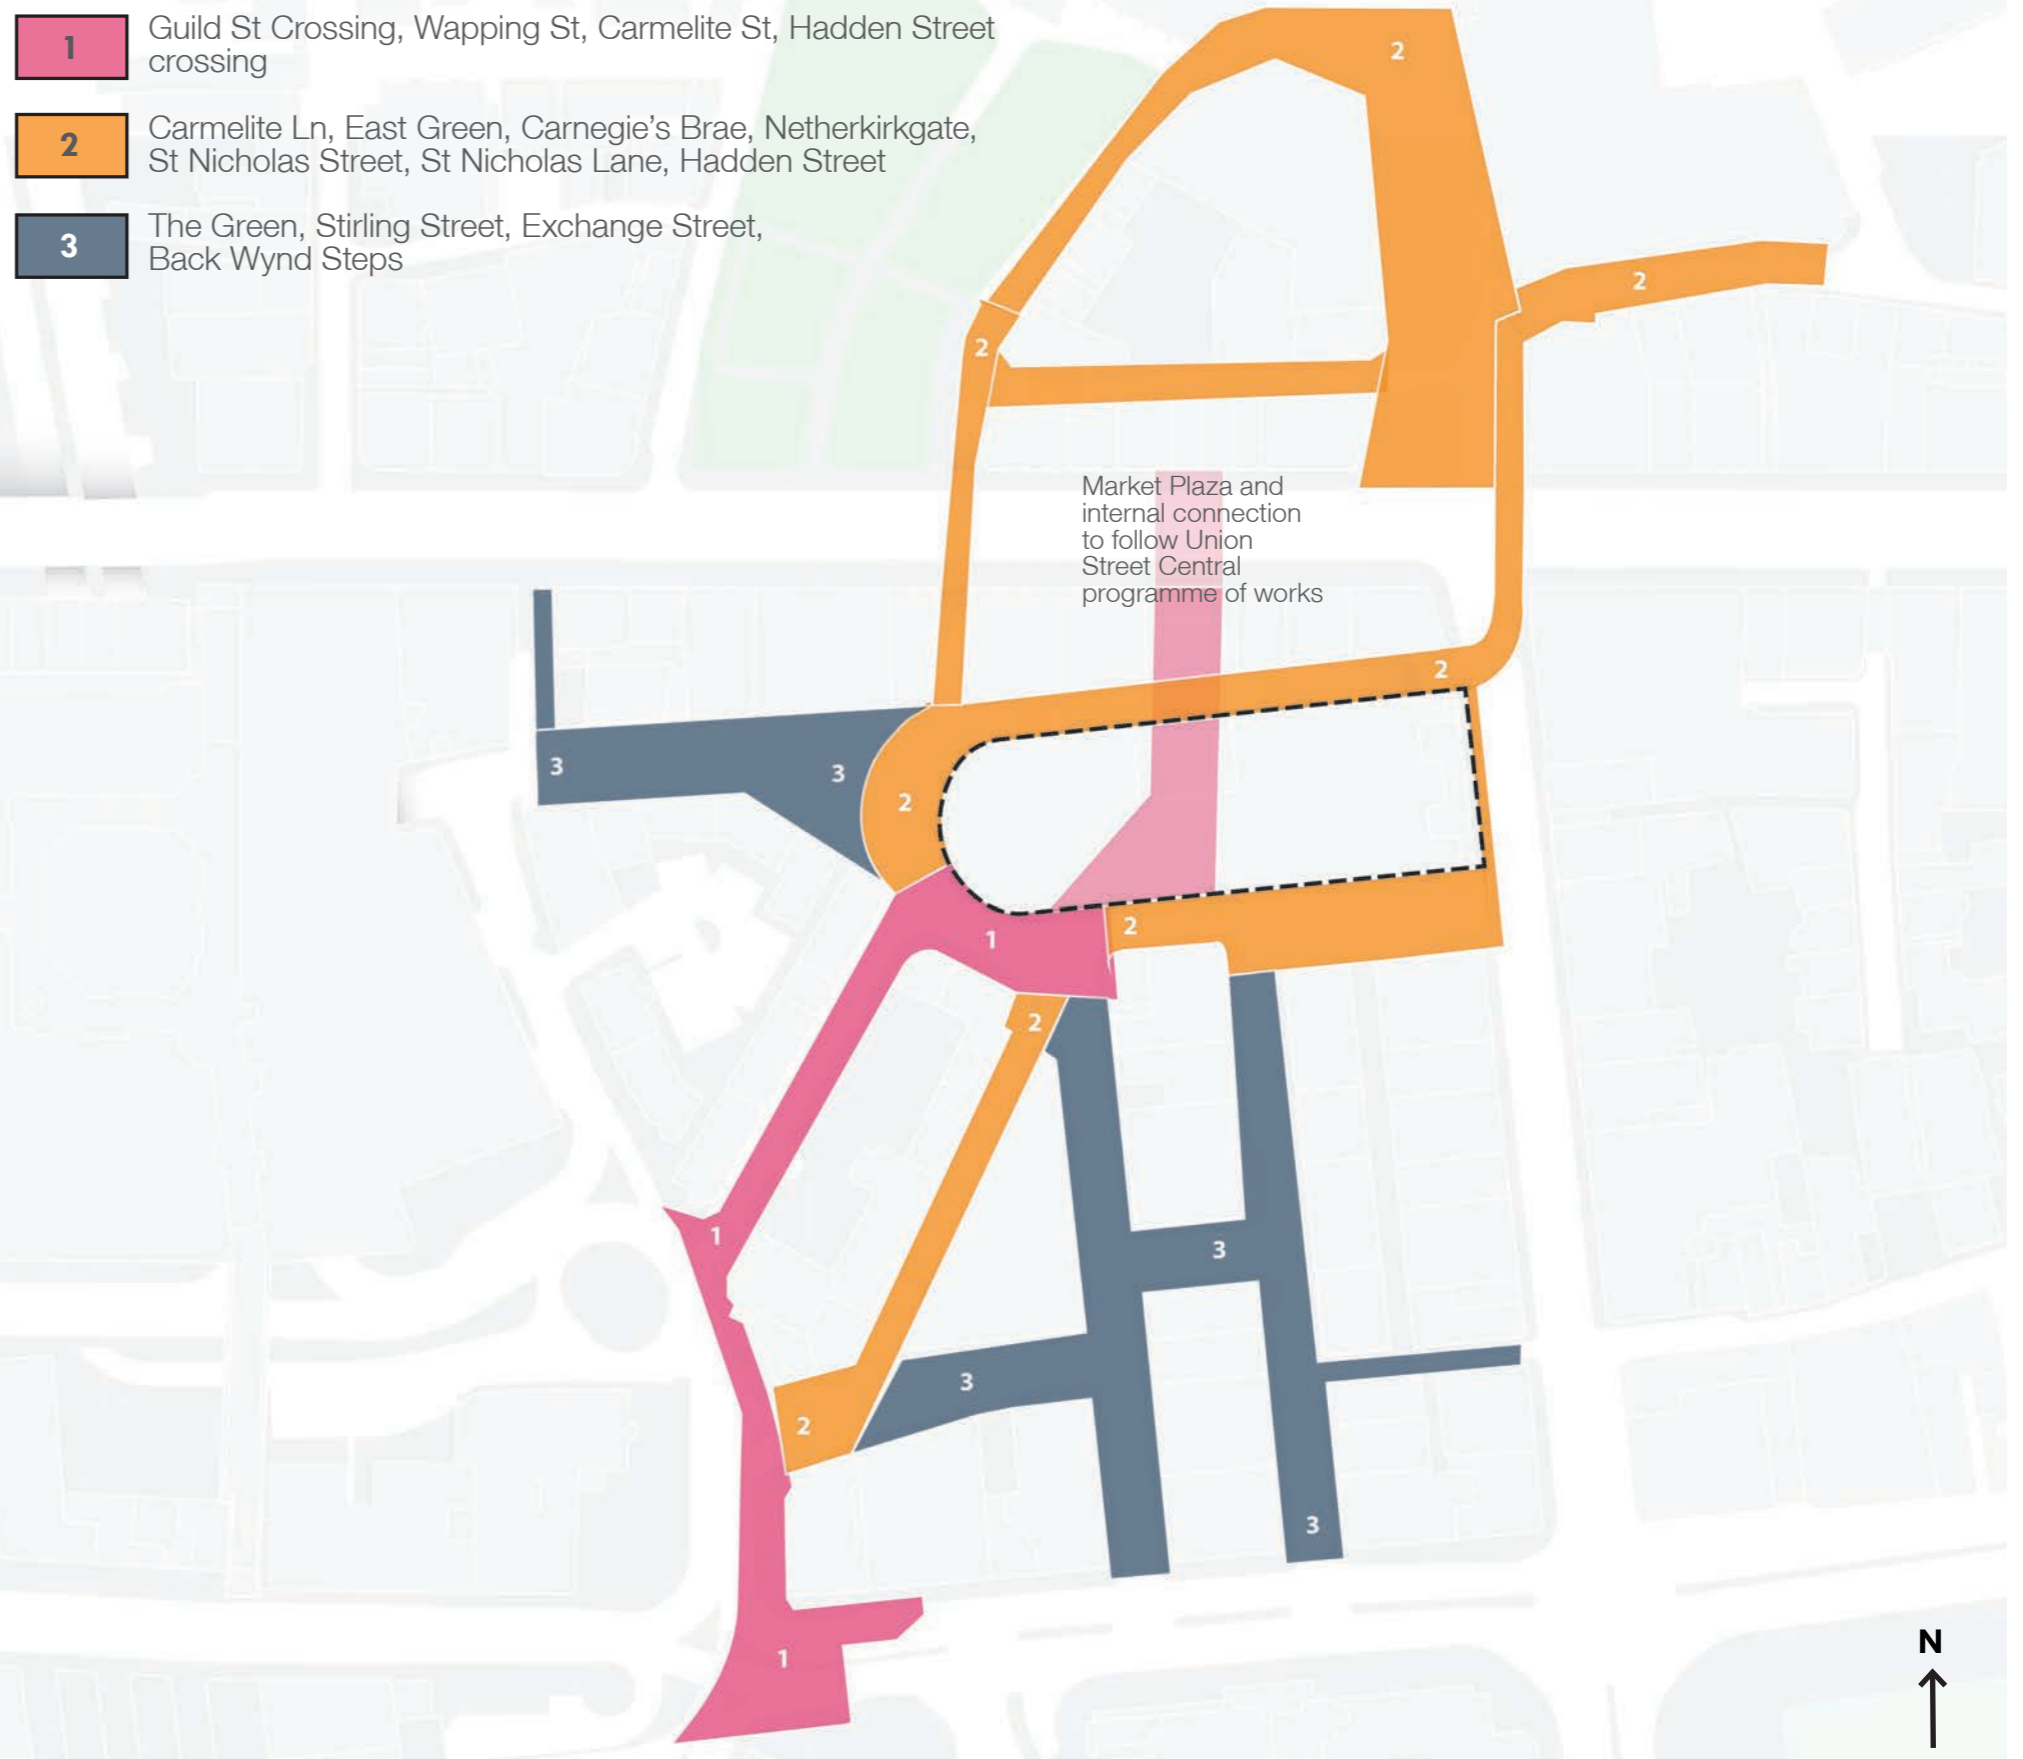 1
Guild St Crossing, Wapping St, Carmelite St, Hadden Street
crossing
2
Carmelite Ln, East Green, Carnegie's Brae, Netherkirkgate,
St Nicholas Street, St Nicholas Lane, Hadden Street
3
The Green, Stirling Street, Exchange Street,
Back Wynd Steps
2
2
2
Market Plaza and
internal connection
to follow Union
Street Central
programme of works
2
3
3
2
2
1
2
1
3
3
2
3
1
N